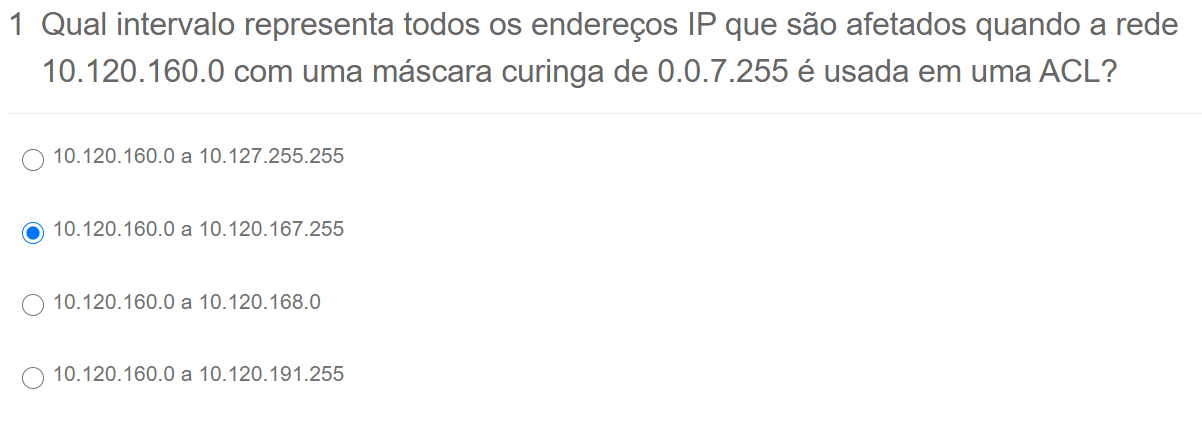 1 Qual intervalo representa todos os endereços IP que são afetados quando a rede
10.120.160.0 com uma máscara curinga de 0.0.7.255 é usada em uma ACL?
10.120.160.0 a 10.127.255.255
10.120.160.0 a 10.120.167.255
10.120.160.0 a 10.120.168.0
10.120.160.0 a 10.120.191.255